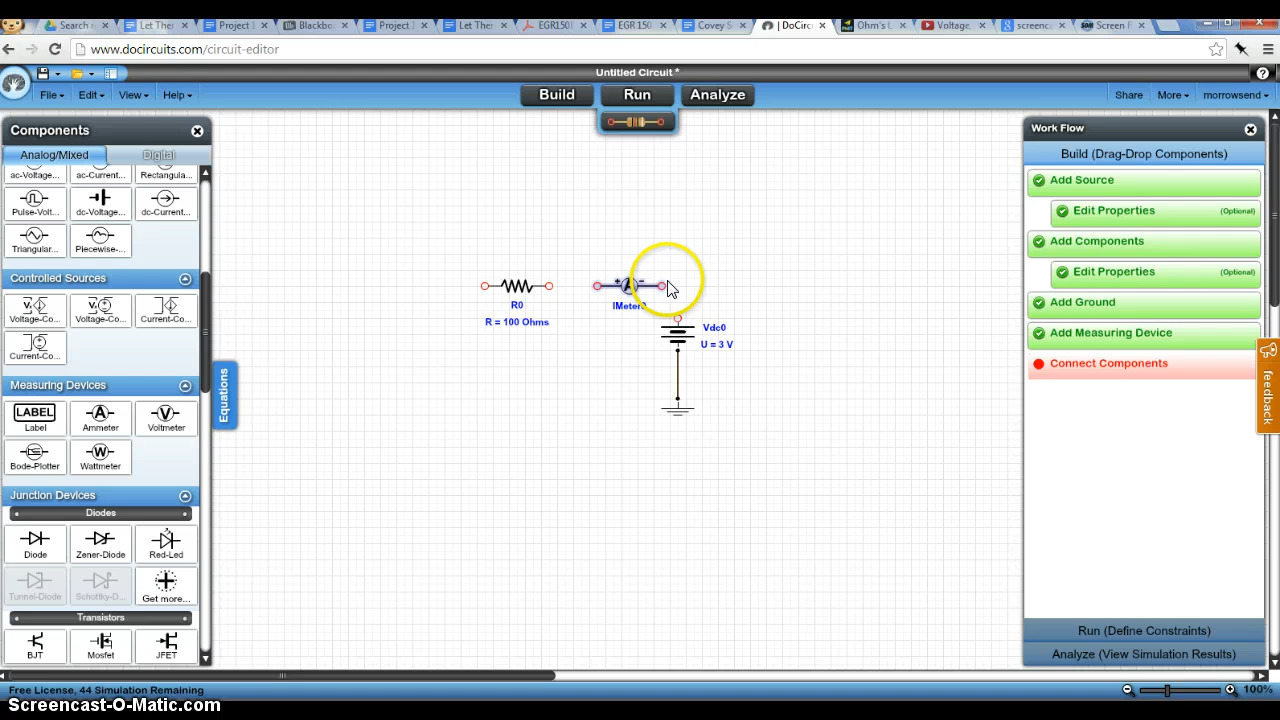 Search r
Let Ther
Project 
Blackbo
Project 
Let Ther
EGR150
EGR 150
Covey S
| DoCirc
Ohm's L
Voltage,
screenc
Screen R
www.docircuits.com/circuit-editor
Untitled Circuit *
File Edit View Help
Build Run Analyze
Share More morrowsend
Components
Analog/Mixed Digital
ac-Voltage... ac-Current... Rectangula...
Pulse-Volt... dc-Voltage... dc-Current...
Triangular... Piecewise-...
Controlled Sources
Voltage-Co... Voltage-Co... Current-Co...
Current-Co...
Measuring Devices
LABEL A V
Label Ammeter Voltmeter
W
Bode-Plotter Wattmeter
Junction Devices
Diodes
Diode Zener-Diode Red-Led
Tunnel-Diode Schottky-D... Get more...
Transistors
BJT Mosfet JFET
Equations
R0
R = 100 Ohms
+ A -
IMeter0
Vdc0
U = 3 V
Work Flow
Build (Drag-Drop Components)
Add Source
Edit Properties (Optional)
Add Components
Edit Properties (Optional)
Add Ground
Add Measuring Device
Connect Components
Run (Define Constraints)
Analyze (View Simulation Results)
feedback
Free License, 44 Simulation Remaining
100%
Screencast-O-Matic.com